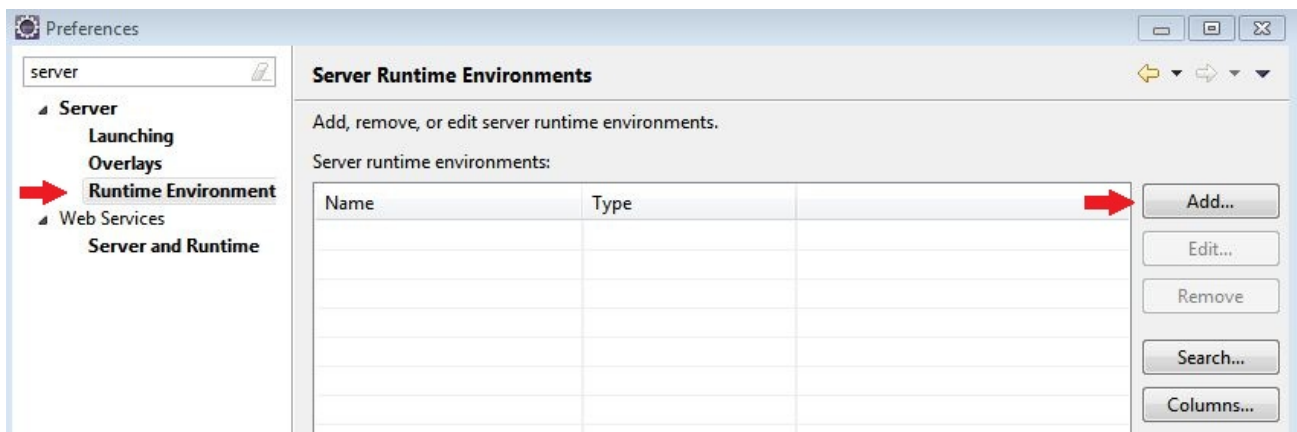 Preferences
server
Server
Launching
Overlays
Runtime Environment
Web Services
Server and Runtime
Server Runtime Environments
Add, remove, or edit server runtime environments.
Server runtime environments:
Name Type
Add...
Edit...
Remove
Search...
Columns...